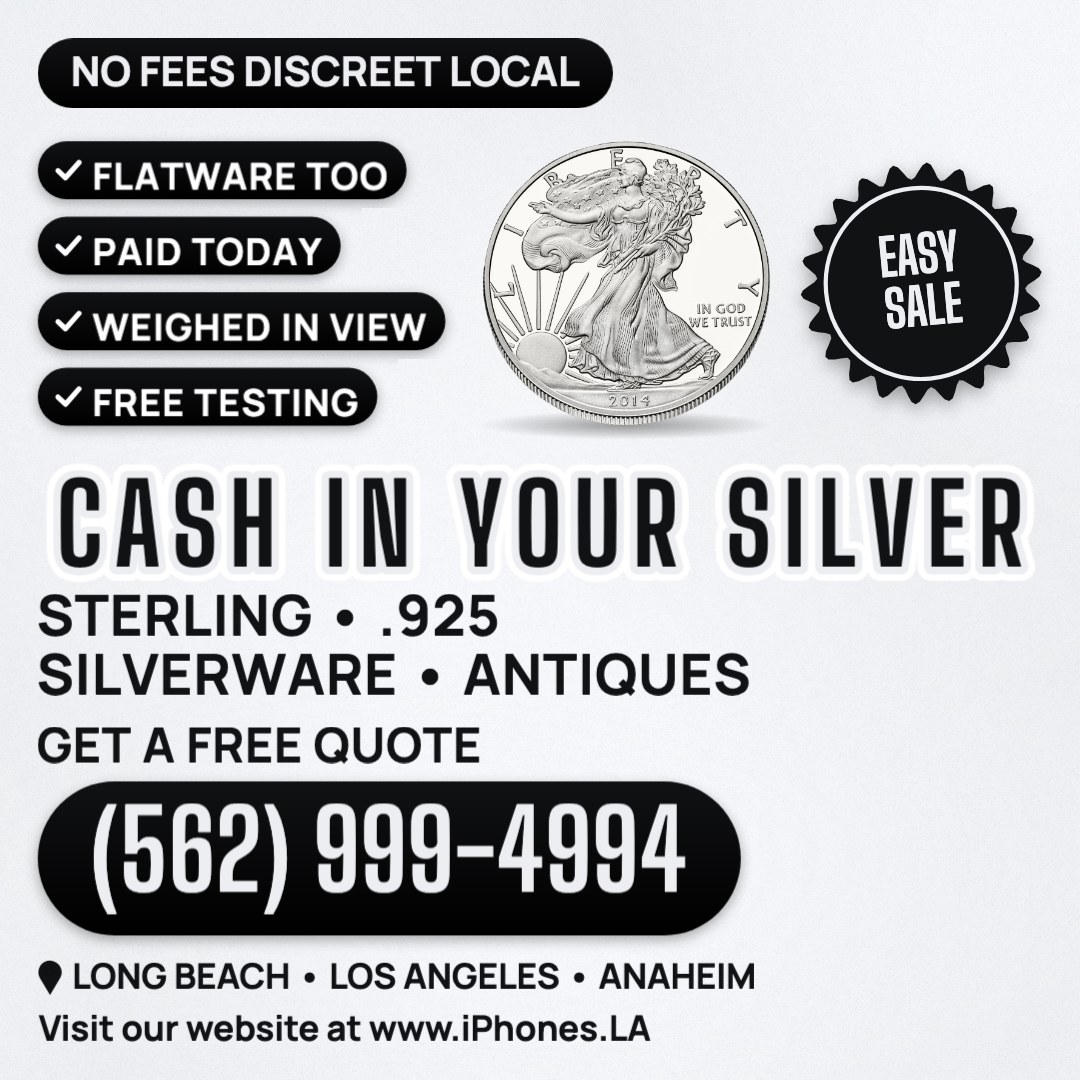 NO FEES DISCREET LOCAL
FLATWARE TOO
PAID TODAY
WEIGHED IN VIEW
FREE TESTING
LIBERTY
IN GOD
WE TRUST
2014
EASY
SALE
CASH IN YOUR SILVER
STERLING • .925
SILVERWARE • ANTIQUES
GET A FREE QUOTE
(562) 999-4994
LONG BEACH • LOS ANGELES • ANAHEIM
Visit our website at www.iPhones.LA